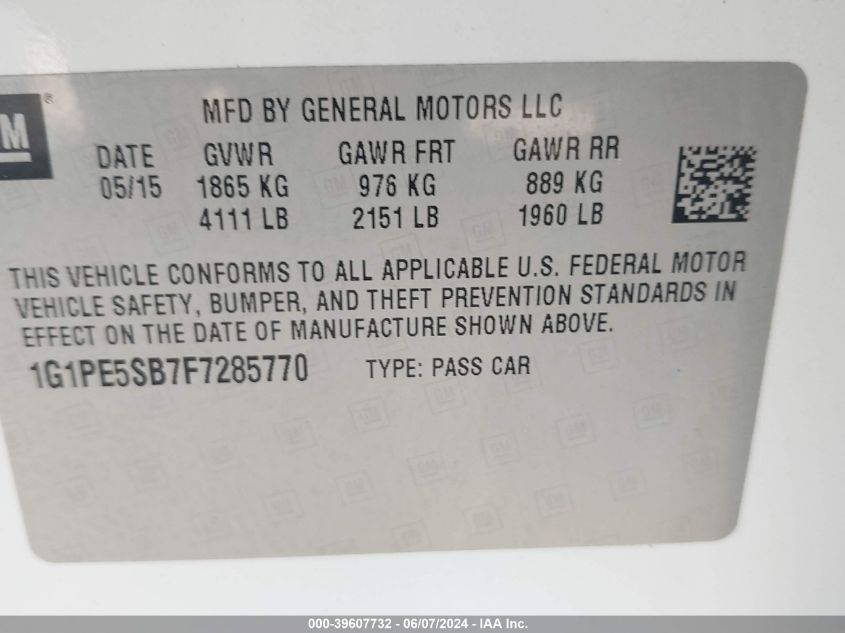 GM ®
MFD BY GENERAL MOTORS LLC
DATE GVWR GAWR FRT GAWR RR
05/15 1865 KG 976 KG 889 KG
4111 LB 2151 LB 1960 LB
THIS VEHICLE CONFORMS TO ALL APPLICABLE U.S. FEDERAL MOTOR
VEHICLE SAFETY, BUMPER, AND THEFT PREVENTION STANDARDS IN
EFFECT ON THE DATE OF MANUFACTURE SHOWN ABOVE.
1G1PE5SB7F7285770 TYPE: PASS CAR
000-39607732 - 06/07/2024 - IAA Inc.